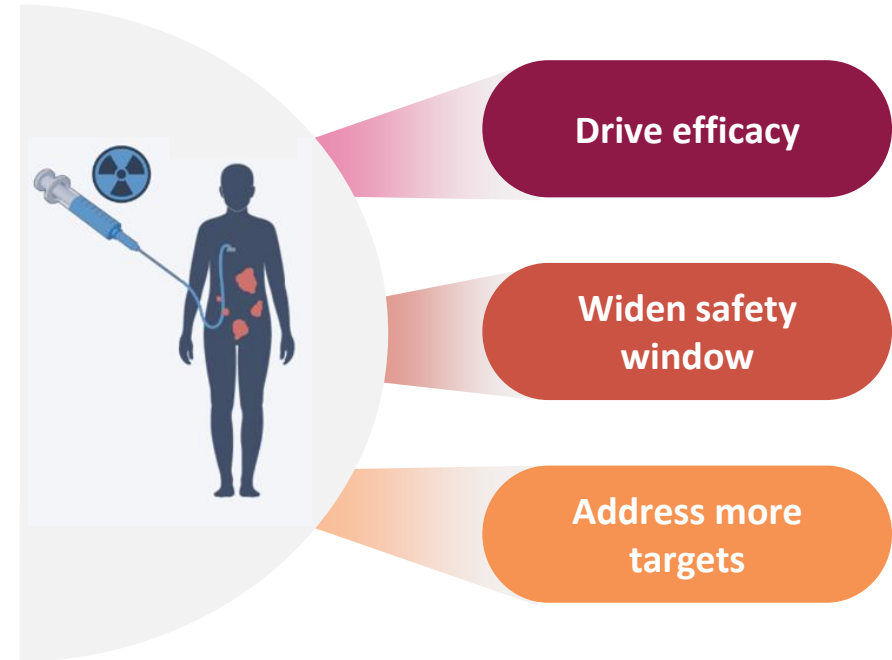 Drive efficacy
Widen safety
window
Address more
targets